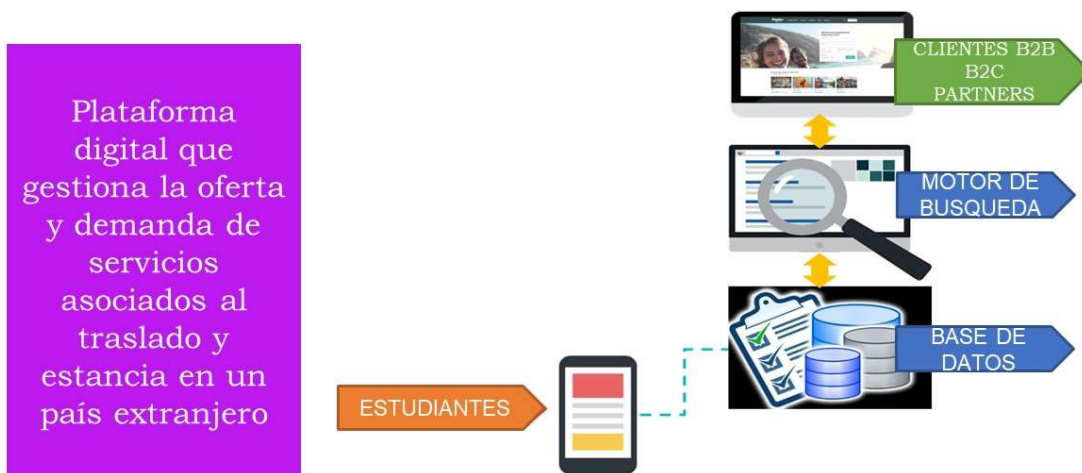 Plataforma
digital que
gestiona la oferta
y demanda de
servicios
asociados al
traslado y
estancia en un
país extranjero
CLIENTES B2B
B2C
PARTNERS
MOTOR DE
BUSQUEDA
BASE DE
DATOS
ESTUDIANTES